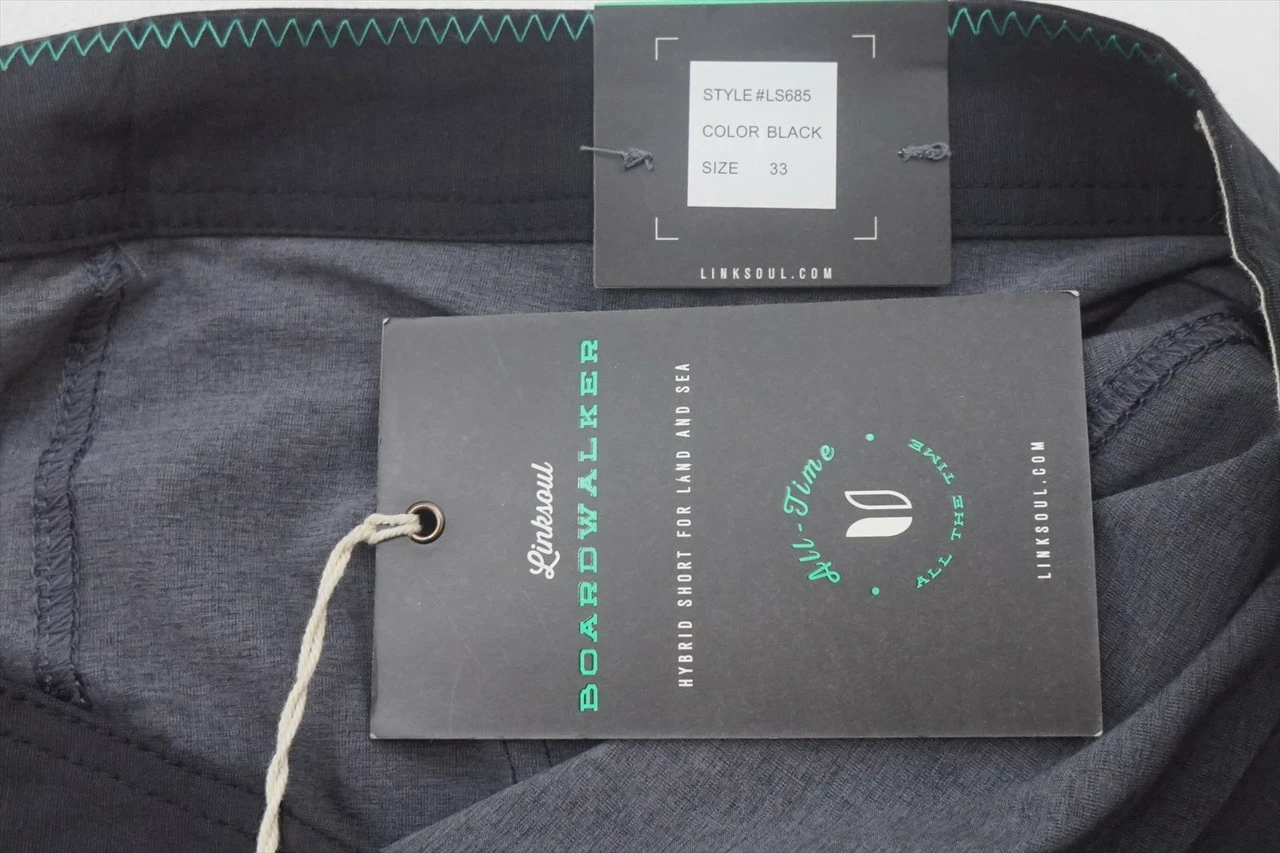 STYLE #LS685
COLOR BLACK
SIZE 33
LINKSOUL.COM
Linksoul
BOARDWALKER
HYBRID SHORT FOR LAND AND SEA
All-Time
ALL THE TIME
LINKSOUL.COM